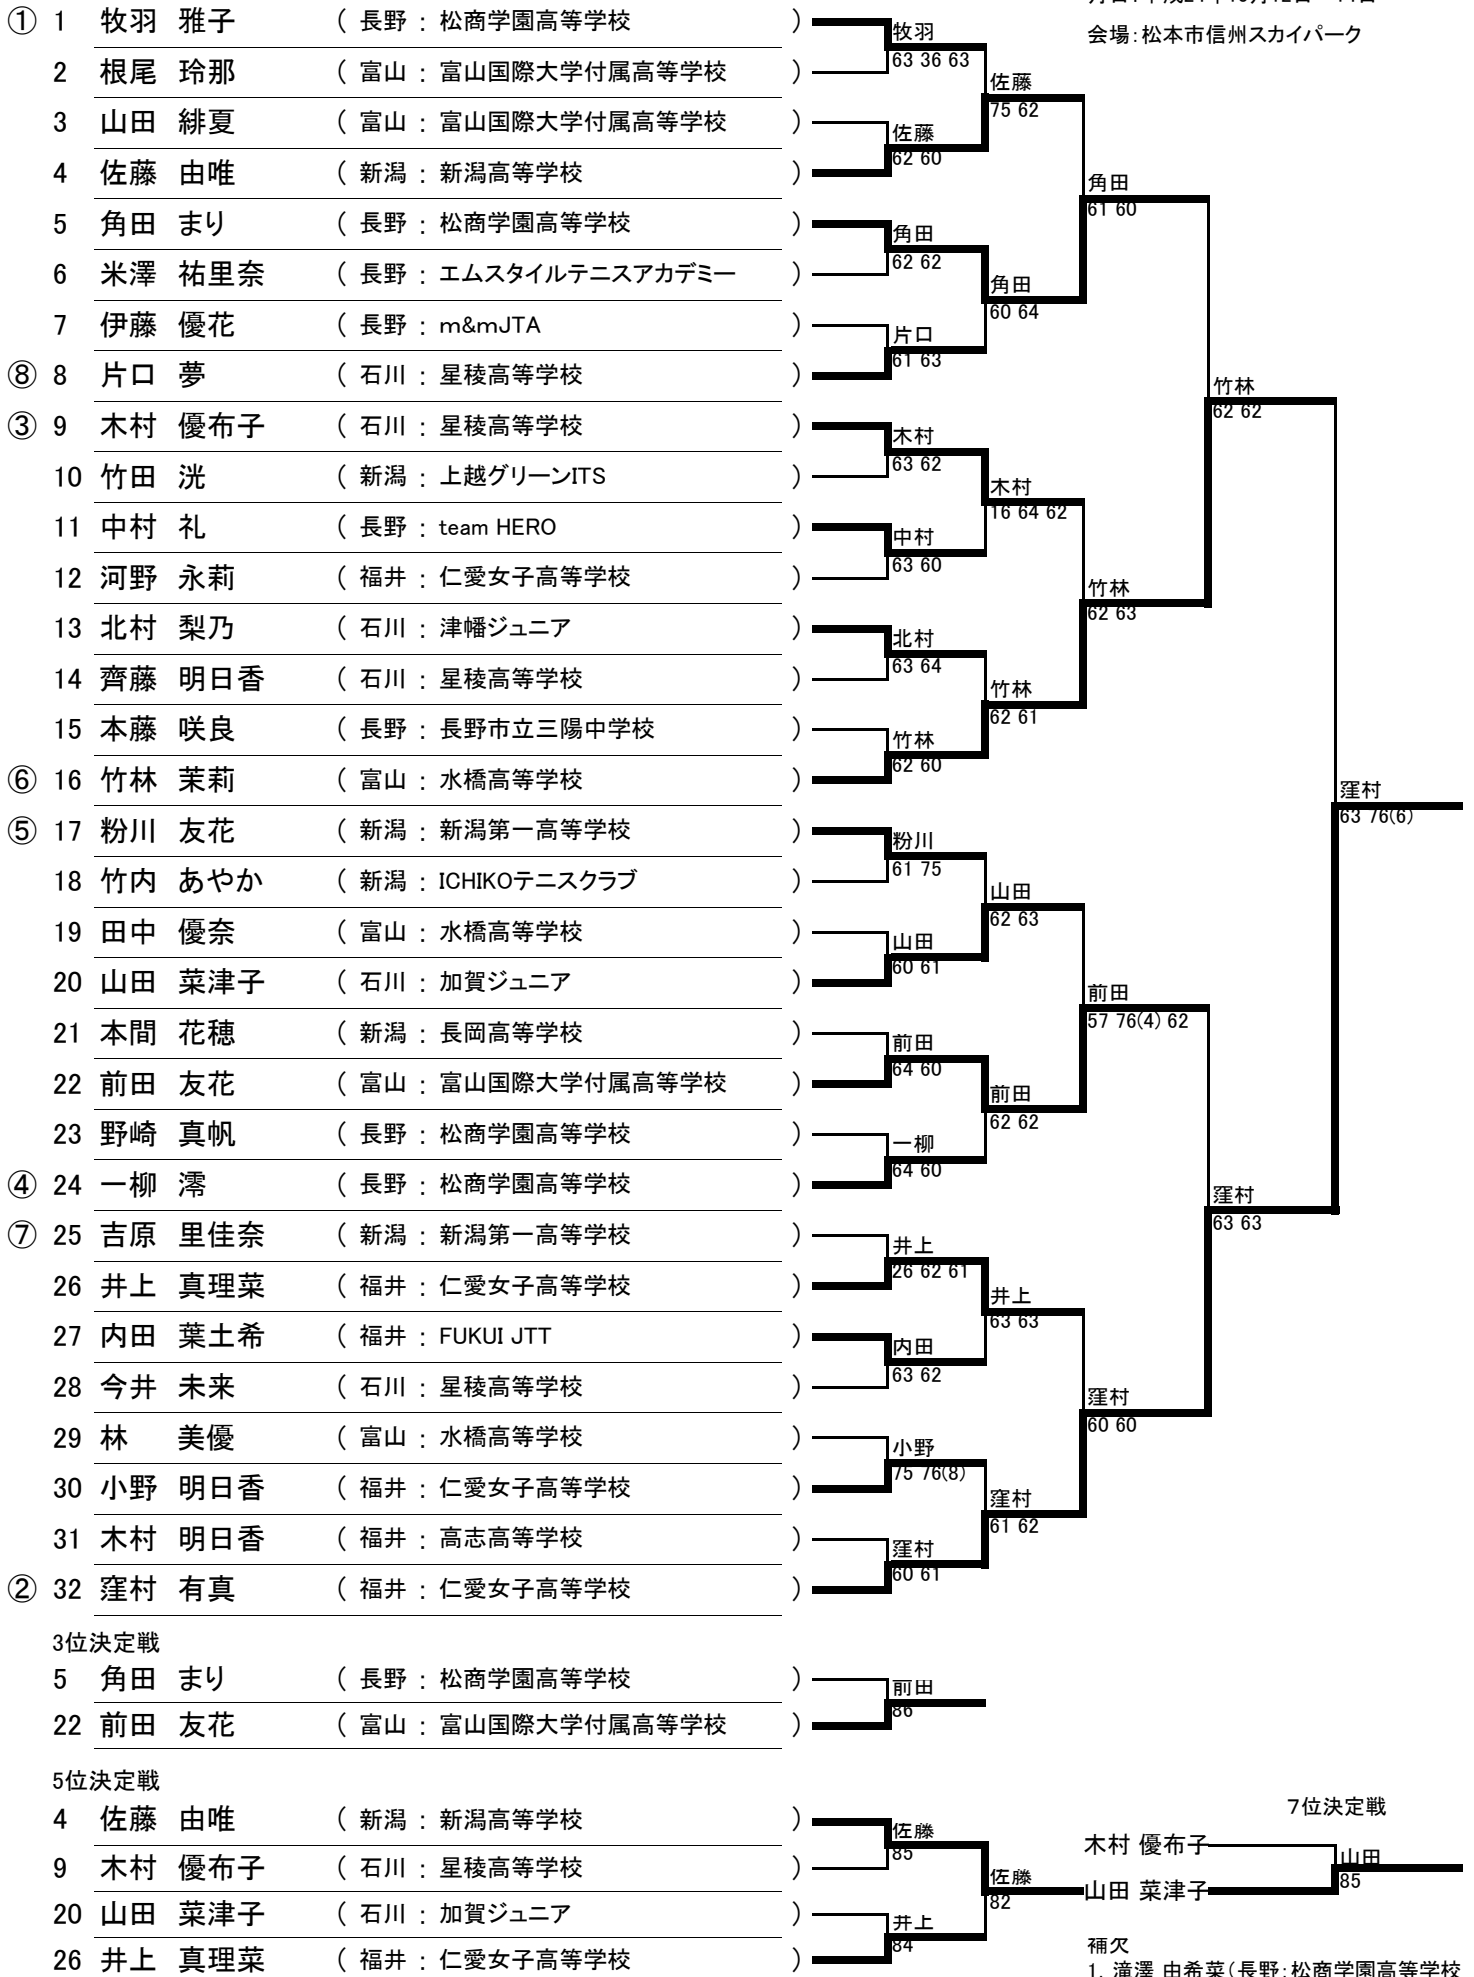 会場：松本市信州スカイパーク
① 1 牧羽 雅子 （ 長野 ： 松商学園高等学校 ）
2 根尾 玲那 （ 富山 ： 富山国際大学付属高等学校 ）
3 山田 緋夏 （ 富山 ： 富山国際大学付属高等学校 ）
4 佐藤 由唯 （ 新潟 ： 新潟高等学校 ）
5 角田 まり （ 長野 ： 松商学園高等学校 ）
6 米澤 祐里奈 （ 長野 ： エムスタイルテニスアカデミー ）
7 伊藤 優花 （ 長野 ： m&mJTA ）
⑧ 8 片口 夢 （ 石川 ： 星稜高等学校 ）
③ 9 木村 優布子 （ 石川 ： 星稜高等学校 ）
10 竹田 洸 （ 新潟 ： 上越グリーンITS ）
11 中村 礼 （ 長野 ： team HERO ）
12 河野 永莉 （ 福井 ： 仁愛女子高等学校 ）
13 北村 梨乃 （ 石川 ： 津幡ジュニア ）
14 齊藤 明日香 （ 石川 ： 星稜高等学校 ）
15 本藤 咲良 （ 長野 ： 長野市立三陽中学校 ）
⑥ 16 竹林 茉莉 （ 富山 ： 水橋高等学校 ）
⑤ 17 粉川 友花 （ 新潟 ： 新潟第一高等学校 ）
18 竹内 あやか （ 新潟 ： ICHIKOテニスクラブ ）
19 田中 優奈 （ 富山 ： 水橋高等学校 ）
20 山田 菜津子 （ 石川 ： 加賀ジュニア ）
21 本間 花穂 （ 新潟 ： 長岡高等学校 ）
22 前田 友花 （ 富山 ： 富山国際大学付属高等学校 ）
23 野崎 真帆 （ 長野 ： 松商学園高等学校 ）
④ 24 一柳 澪 （ 長野 ： 松商学園高等学校 ）
⑦ 25 吉原 里佳奈 （ 新潟 ： 新潟第一高等学校 ）
26 井上 真理菜 （ 福井 ： 仁愛女子高等学校 ）
27 内田 葉土希 （ 福井 ： FUKUI JTT ）
28 今井 未来 （ 石川 ： 星稜高等学校 ）
29 林 美優 （ 富山 ： 水橋高等学校 ）
30 小野 明日香 （ 福井 ： 仁愛女子高等学校 ）
31 木村 明日香 （ 福井 ： 高志高等学校 ）
② 32 窪村 有真 （ 福井 ： 仁愛女子高等学校 ）
牧羽
63 36 63
佐藤
62 60
角田
62 62
片口
61 63
木村
63 62
中村
63 60
北村
63 64
竹林
62 60
粉川
61 75
山田
60 61
前田
64 60
一柳
64 60
井上
26 62 61
内田
63 62
小野
75 76(8)
窪村
60 61
佐藤
75 62
角田
60 64
木村
16 64 62
竹林
62 61
山田
62 63
前田
62 62
井上
63 63
窪村
61 62
角田
61 60
竹林
62 63
前田
57 76(4) 62
窪村
60 60
竹林
62 62
窪村
63 63
窪村
63 76(6)
3位決定戦
5 角田 まり （ 長野 ： 松商学園高等学校 ）
22 前田 友花 （ 富山 ： 富山国際大学付属高等学校 ）
前田
86
5位決定戦
4 佐藤 由唯 （ 新潟 ： 新潟高等学校 ）
9 木村 優布子 （ 石川 ： 星稜高等学校 ）
20 山田 菜津子 （ 石川 ： 加賀ジュニア ）
26 井上 真理菜 （ 福井 ： 仁愛女子高等学校 ）
佐藤
85
井上
84
佐藤
82
7位決定戦
木村 優布子
山田 菜津子
山田
85
補欠
1. 滝澤 由希菜（長野：松商学園高等学校